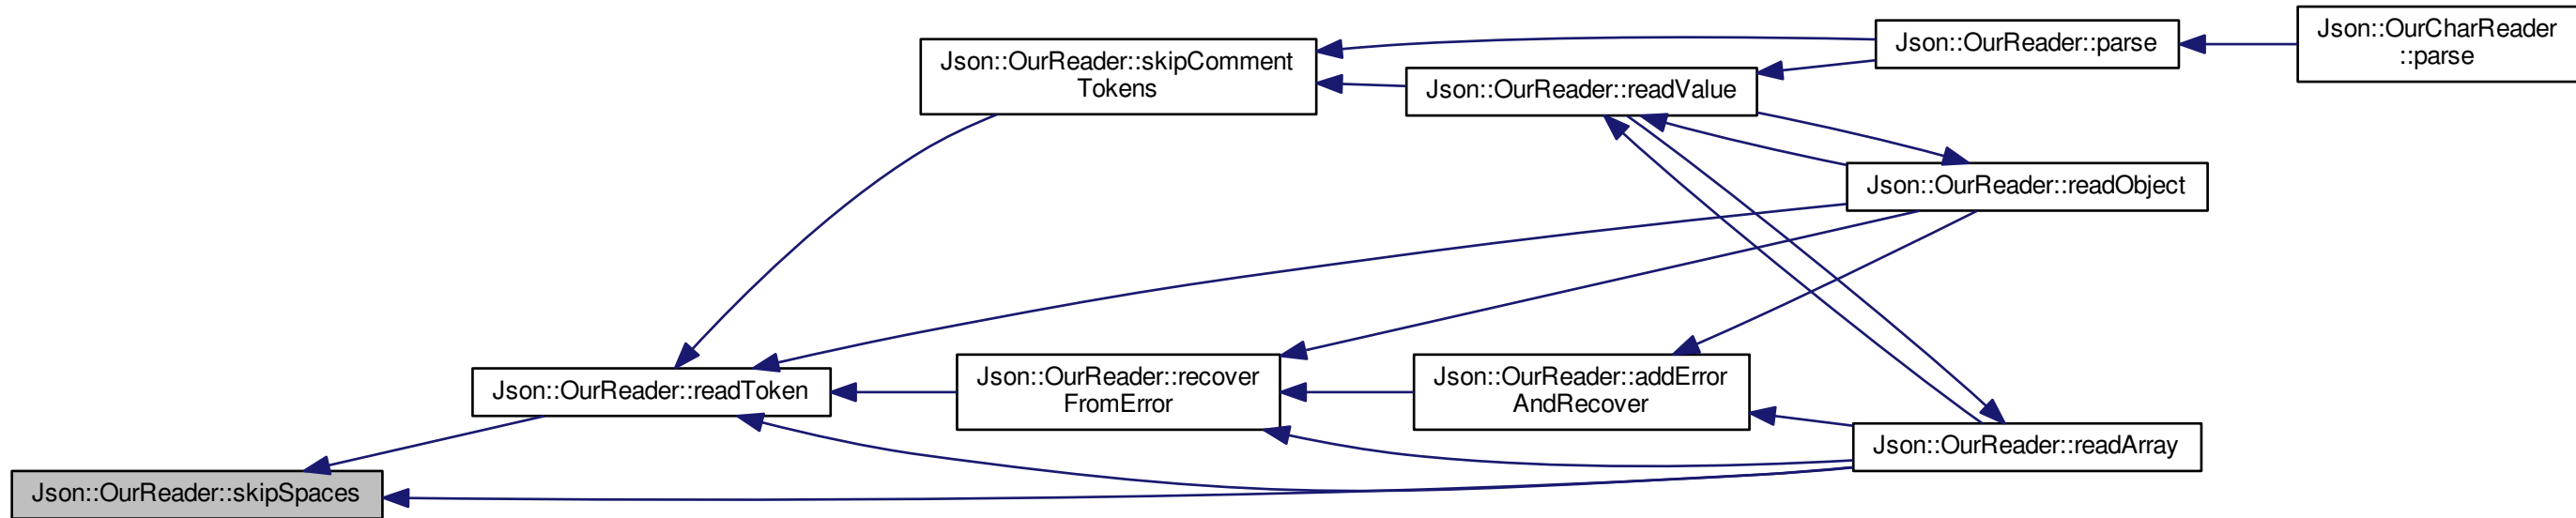 Json::OurCharReader
::parse
Json::OurReader::parse
Json::OurReader::skipComment
Tokens
Json::OurReader::readValue
Json::OurReader::readObject
Json::OurReader::readToken
Json::OurReader::recover
FromError
Json::OurReader::addError
AndRecover
Json::OurReader::readArray
Json::OurReader::skipSpaces